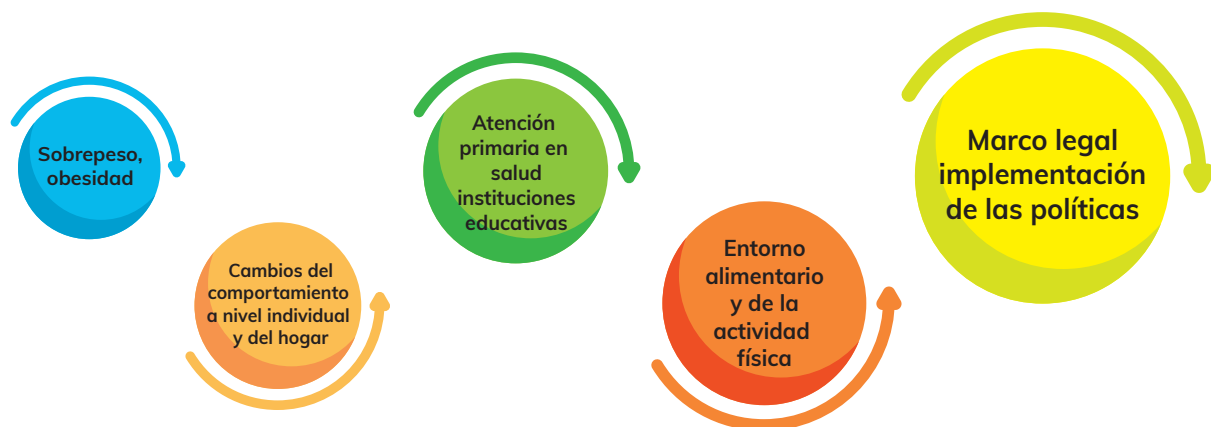 Sobrepeso,
obesidad
Cambios del
comportamiento
a nivel individual
y del hogar
Atención
primaria en
salud
instituciones
educativas
Entorno
alimentario
y de la
actividad
física
Marco legal
implementación
de las políticas